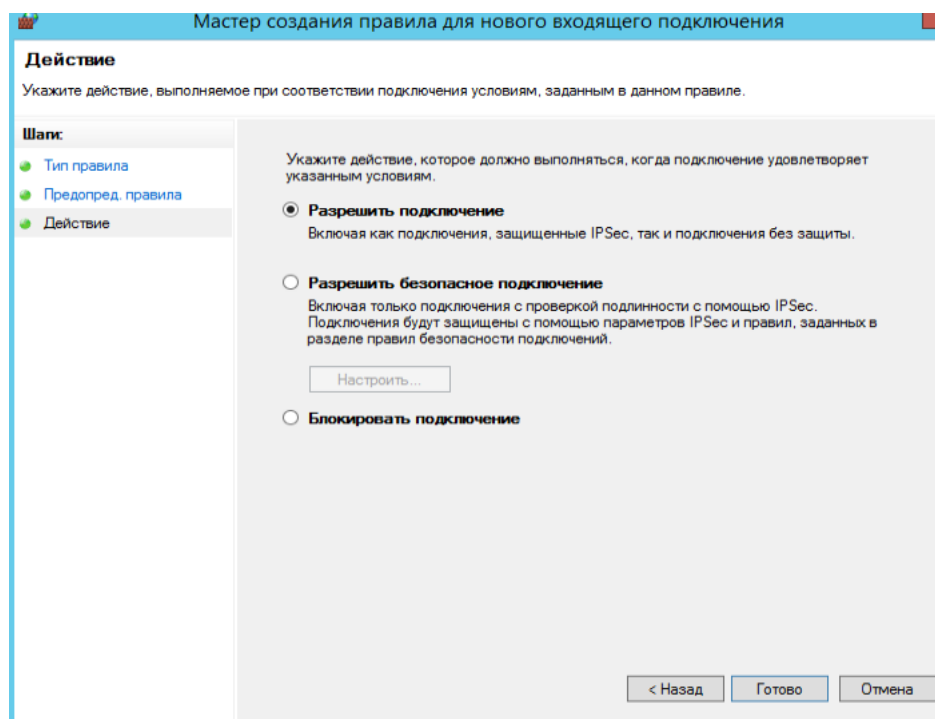 Мастер создания правила для нового входящего подключения
Действие
Укажите действие, выполняемое при соответствии подключения условиям, заданным в данном правиле.
Шаги:
Тип правила
Предопред. правила
Действие
Укажите действие, которое должно выполняться, когда подключение удовлетворяет
указанным условиям.
Разрешить подключение
Включая как подключения, защищенные IPSec, так и подключения без защиты.
Разрешить безопасное подключение
Включая только подключения с проверкой подлинности с помощью IPSec.
Подключения будут защищены с помощью параметров IPSec и правил, заданных в
разделе правил безопасности подключений.
Настроить...
Блокировать подключение
< Назад
Готово
Отмена